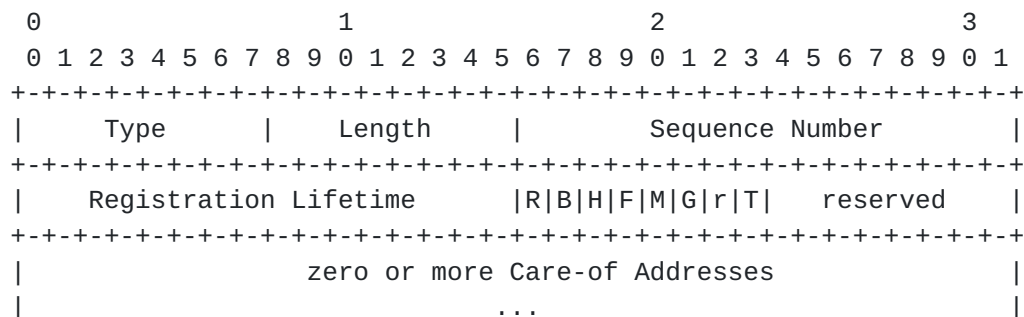 0                   1                   2                   3
 0 1 2 3 4 5 6 7 8 9 0 1 2 3 4 5 6 7 8 9 0 1 2 3 4 5 6 7 8 9 0 1
+-+-+-+-+-+-+-+-+-+-+-+-+-+-+-+-+-+-+-+-+-+-+-+-+-+-+-+-+-+-+-+-+
|     Type      |    Length     |        Sequence Number        |
+-+-+-+-+-+-+-+-+-+-+-+-+-+-+-+-+-+-+-+-+-+-+-+-+-+-+-+-+-+-+-+-+
|    Registration Lifetime      |R|B|H|F|M|G|r|T|   reserved    |
+-+-+-+-+-+-+-+-+-+-+-+-+-+-+-+-+-+-+-+-+-+-+-+-+-+-+-+-+-+-+-+-+
|                  zero or more Care-of Addresses               |
|                              ...                              |